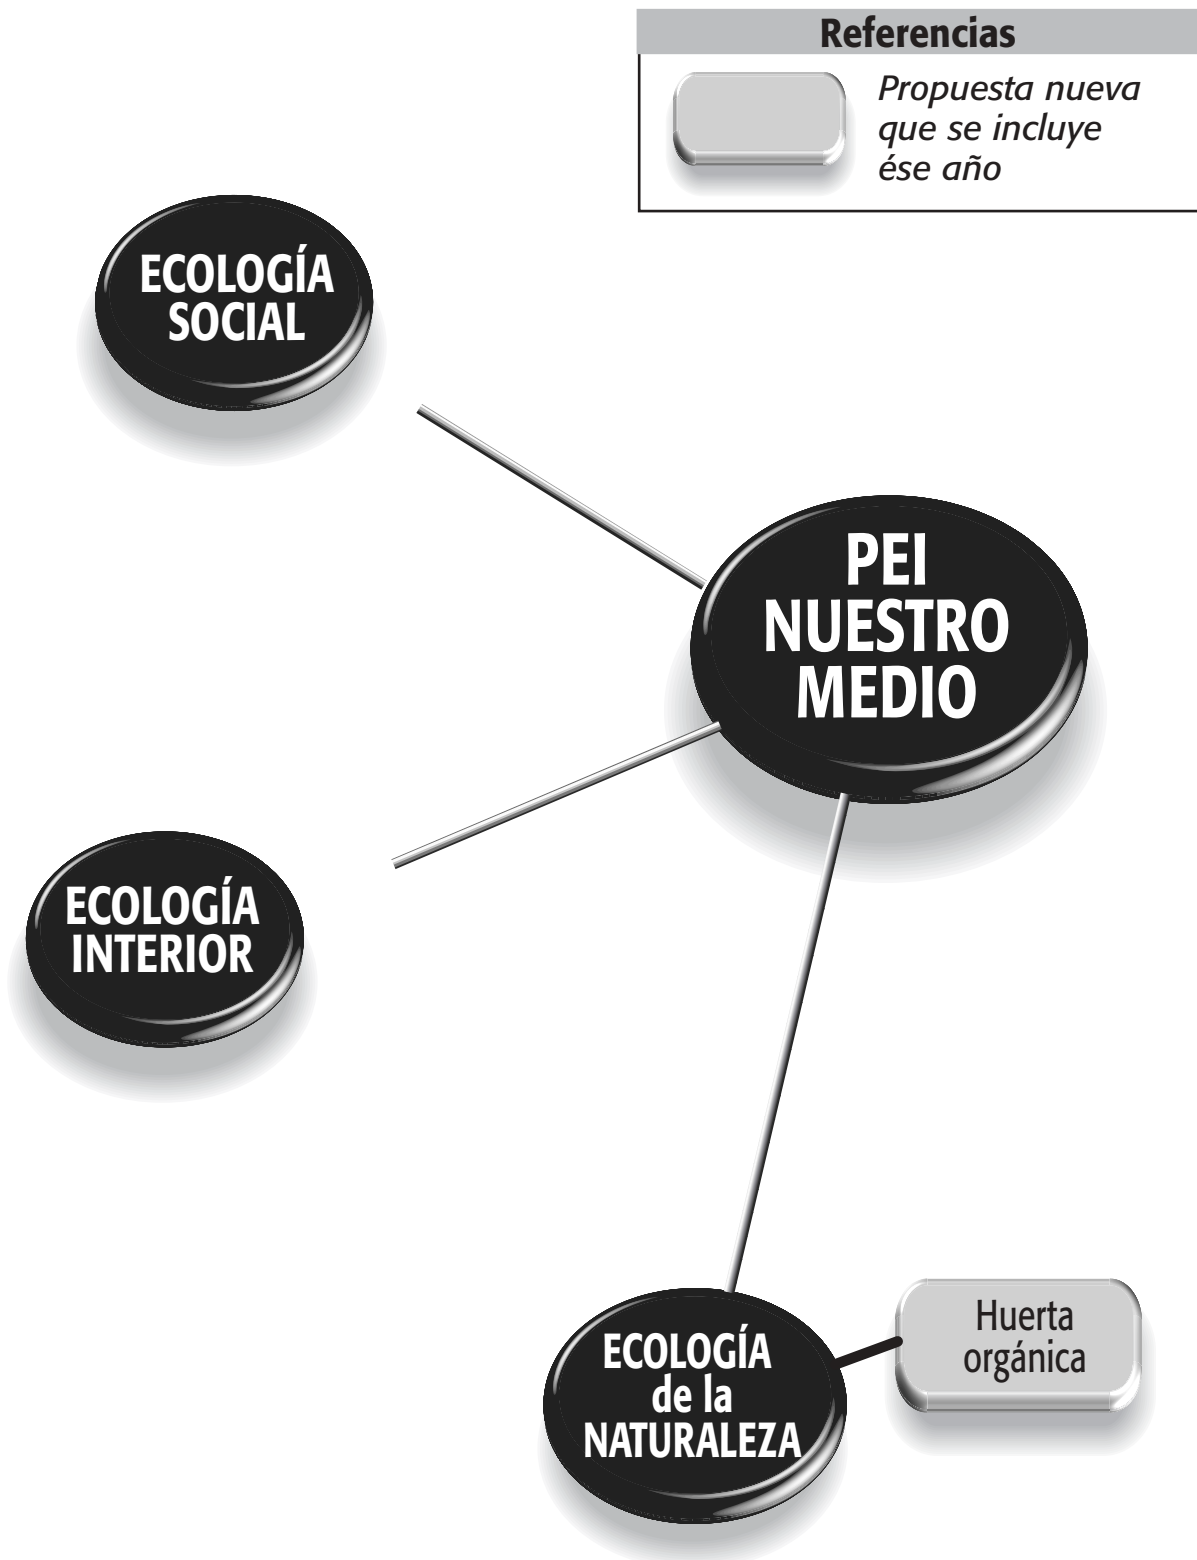 Referencias
Propuesta nueva
que se incluye
ése año
ECOLOGÍA
SOCIAL
PEI
NUESTRO
MEDIO
ECOLOGÍA
INTERIOR
ECOLOGÍA
de la
NATURALEZA
Huerta
orgánica